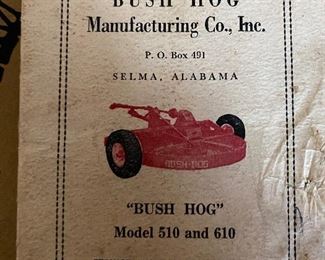 BUSH HOG
Manufacturing Co., Inc.
P. O. Box 491
SELMA, ALABAMA
BUSH-HOG
"BUSH HOG"
Model 510 and 610